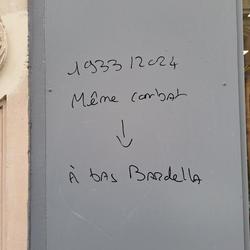 1933/2024
Même combat
↓
À bas Bardella